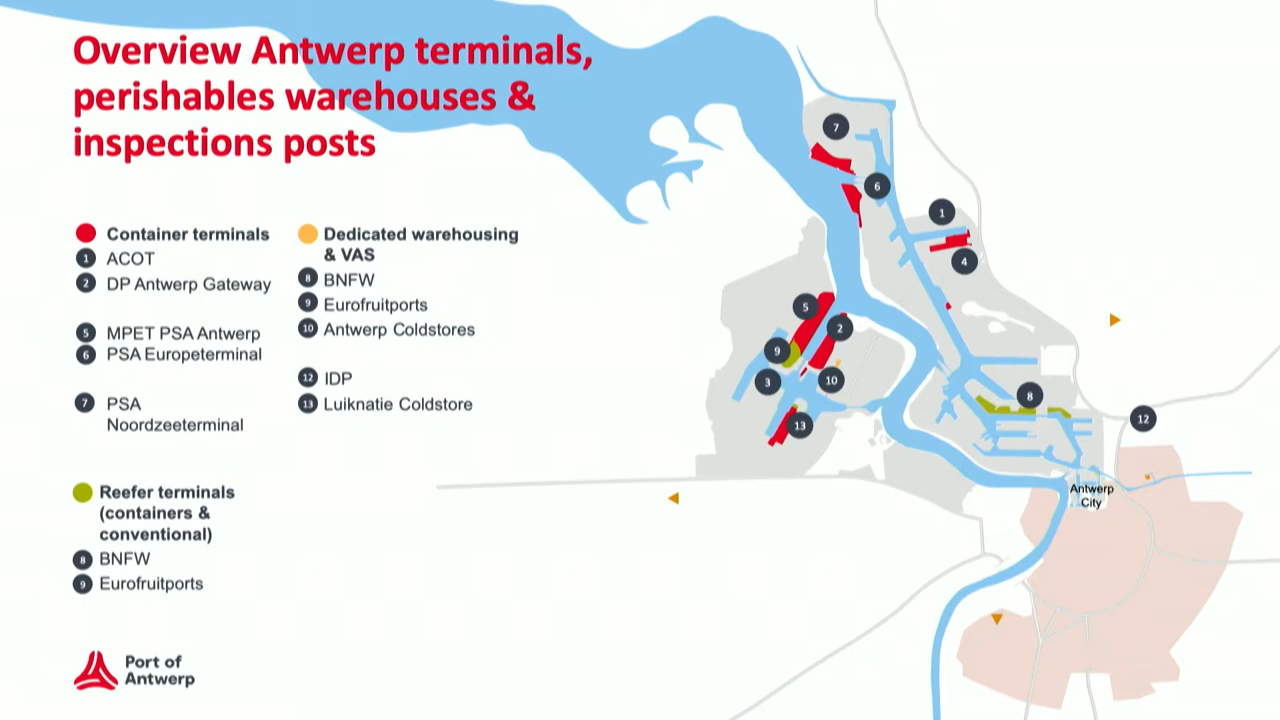 Overview Antwerp terminals,
perishables warehouses &
inspections posts
Container terminals
1 ACOT
2 DP Antwerp Gateway
5 MPET PSA Antwerp
6 PSA Europeterminal
7 PSA
Noordzeeterminal
Dedicated warehousing
& VAS
8 BNFW
9 Eurofruitports
10 Antwerp Coldstores
12 IDP
13 Luiknatie Coldstore
Reefer terminals
(containers &
conventional)
8 BNFW
9 Eurofruitports
Port of
Antwerp
7
6
1
4
5
2
9
3
10
8
13
12
Antwerp
City